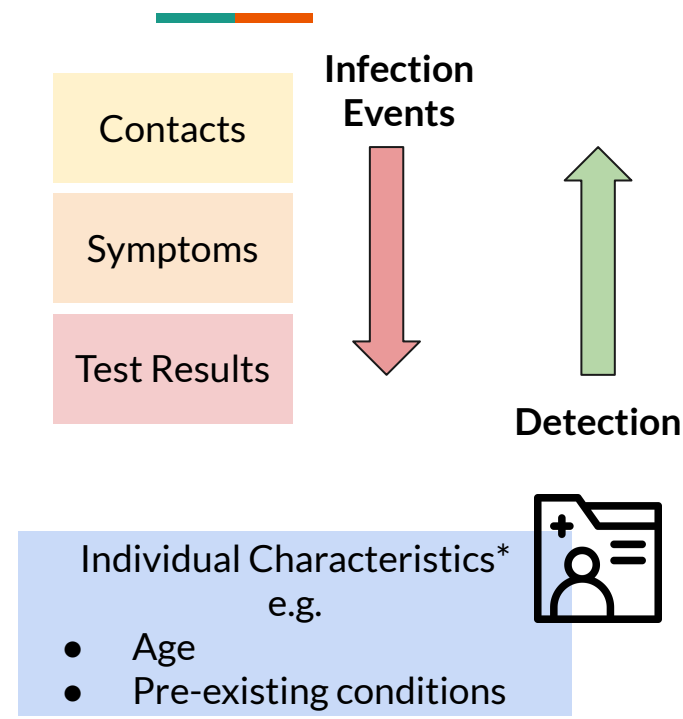 Infection
Events
Contacts
Symptoms
Test Results
Detection
Individual Characteristics*
e.g.
● Age
● Pre-existing conditions